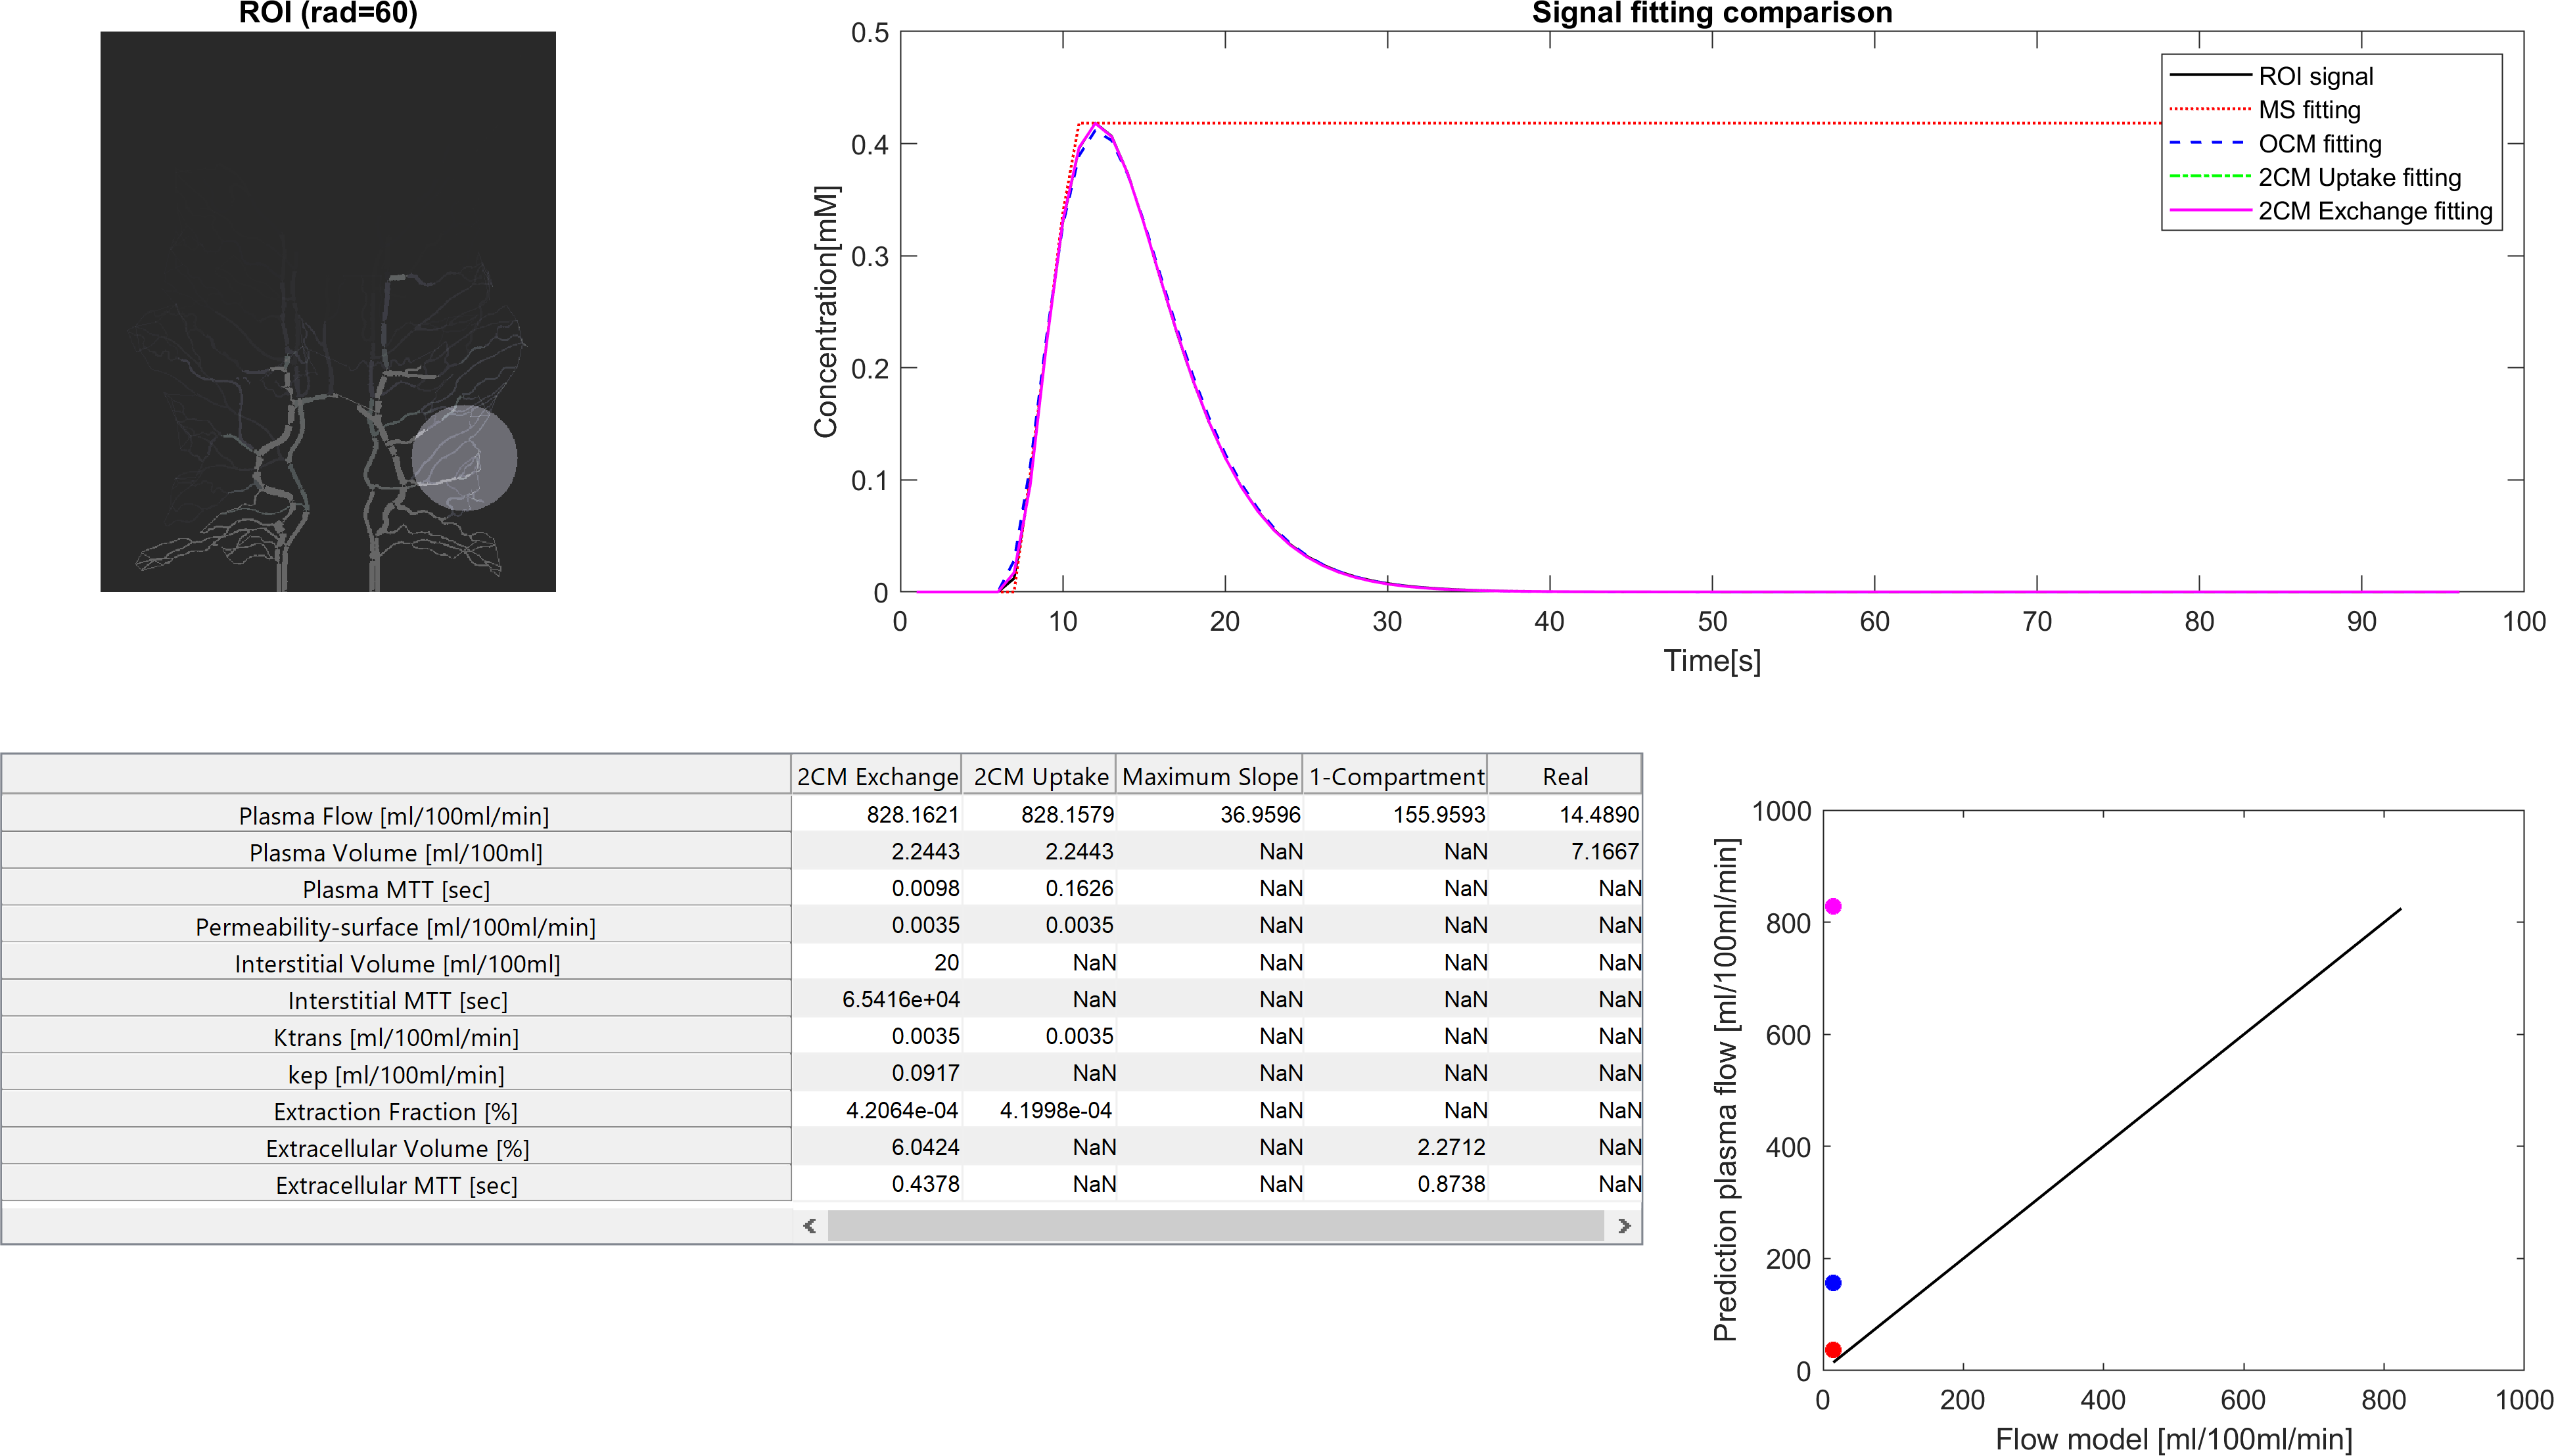 ROI (rad=60)
Signal fitting comparison
0.5
0.4
0.3
0.2
0.1
0
Concentration[mM]
0 10 20 30 40 50 60 70 80 90 100
Time[s]
ROI signal
MS fitting
OCM fitting
2CM Uptake fitting
2CM Exchange fitting
2CM Exchange 2CM Uptake Maximum Slope 1-Compartment Real
Plasma Flow [ml/100ml/min] 828.1621 828.1579 36.9596 155.9593 14.4890
Plasma Volume [ml/100ml] 2.2443 2.2443 NaN NaN 7.1667
Plasma MTT [sec] 0.0098 0.1626 NaN NaN NaN
Permeability-surface [ml/100ml/min] 0.0035 0.0035 NaN NaN NaN
Interstitial Volume [ml/100ml] 20 NaN NaN NaN NaN
Interstitial MTT [sec] 6.5416e+04 NaN NaN NaN NaN
Ktrans [ml/100ml/min] 0.0035 0.0035 NaN NaN NaN
kep [ml/100ml/min] 0.0917 NaN NaN NaN NaN
Extraction Fraction [%] 4.2064e-04 4.1998e-04 NaN NaN NaN
Extracellular Volume [%] 6.0424 NaN NaN 2.2712 NaN
Extracellular MTT [sec] 0.4378 NaN NaN 0.8738 NaN
1000
800
600
400
200
0
Prediction plasma flow [ml/100ml/min]
0 200 400 600 800 1000
Flow model [ml/100ml/min]